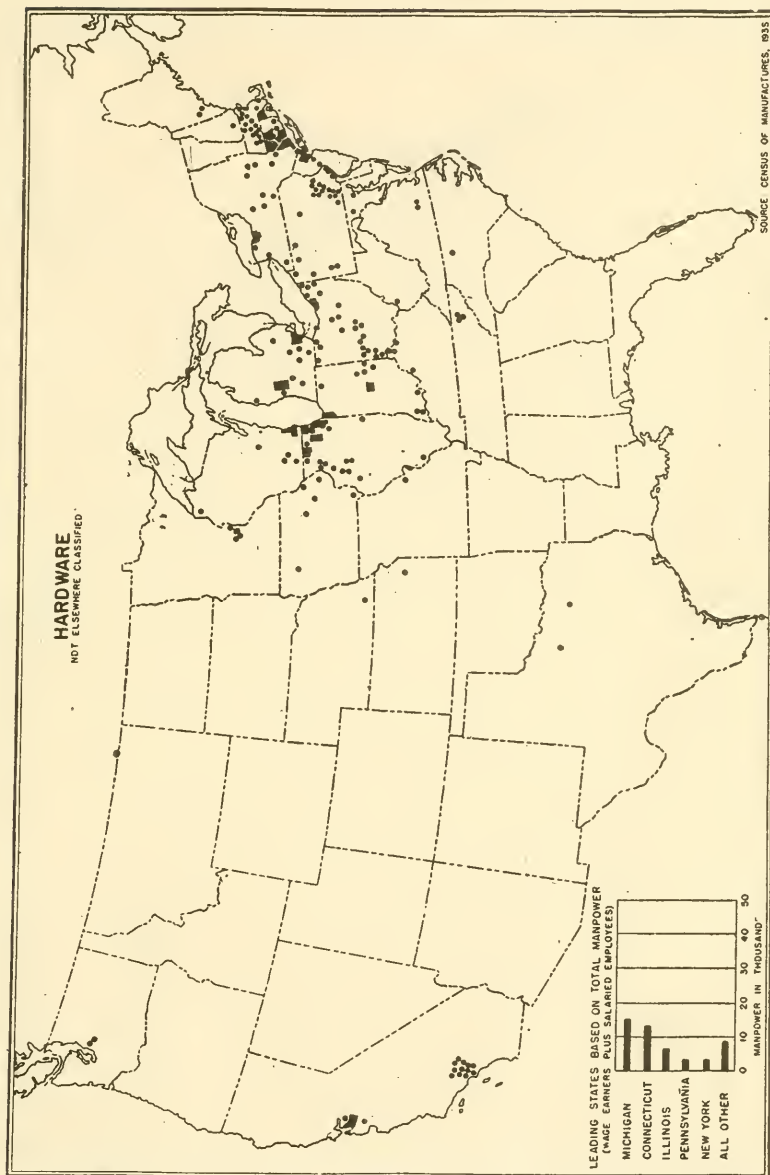 HARDWARE
NOT ELSEWHERE CLASSIFIED
LEADING STATES BASED ON TOTAL MANPOWER
(WAGE EARNERS PLUS SALARIED EMPLOYEES)
MICHIGAN
CONNECTICUT
ILLINOIS
PENNSYLVANIA
NEW YORK
ALL OTHER
0 10 20 30 40 50
MANPOWER IN THOUSAND
SOURCE CENSUS OF MANUFACTURES, 1935